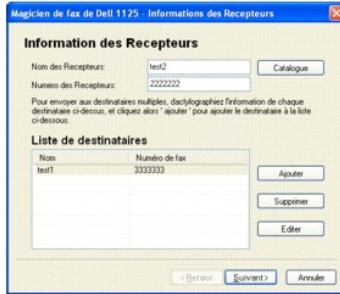 Magicien de fax de Dell 1125 - Informations des Recepteurs
Information des Recepteurs
Nom des Recepteurs: test2 Catalogue
Numero des Recepteurs: 2222222
Pour envoyer aux destinataires multiples, dactylographiez l'information de chaque
destinataire ci-dessus, et cliquez alors ' ajouter ' pour ajouter le destinataire à la liste
ci-dessous.
Liste de destinataires
Nom Numéro de fax
test1 3333333
Ajouter
Supprimer
Editer
< Retour Suivant > Annuler